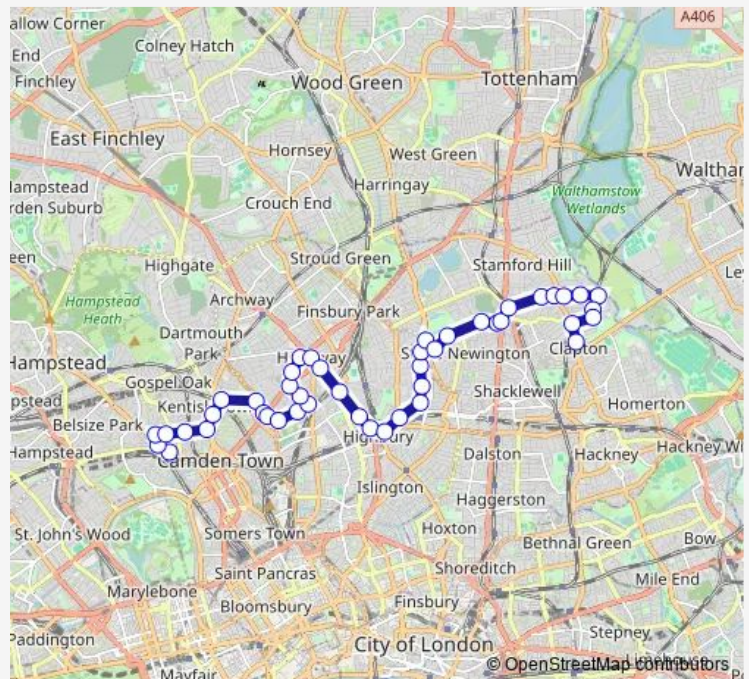 A406
allow Corner
Colney Hatch
End
Finchley
Wood Green
Tottenham
East Finchley
Hornsey
West Green
Walthar
Harringay
lampstead
rden Suburb
Walthamstow
Wetlands
Crouch End
een
Highgate
Stroud Green
Stamford Hill
Le
Hampstead
Heath
Archway
Finsbury Park
Dartmouth
Park
Newington
Clapton
Hampstead
Gospel Oak
Shacklewell
Homerton
pstead
Belsize Park
Highbury
Hackney Wi
Hampstead
Camden Town
Dalston
Hackney
Islington
Haggerston
St. John's Wood
Somers Town
Hoxton
Bethnal Green
Bow
Saint Pancras
Shoreditch
Mile End
Marylebone
Bloomsbury
Finsbury
Paddington
City of London
Stepney
Mayfair
© OpenStreetMap contributors